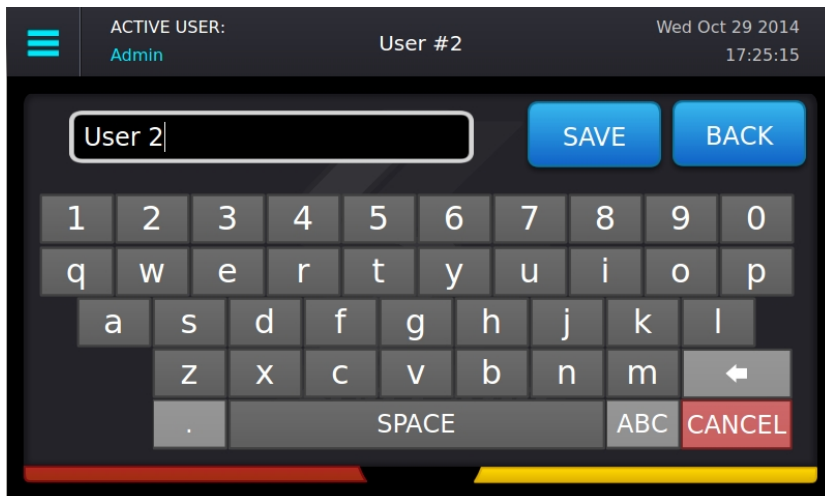 ACTIVE USER:
Admin
User #2
Wed Oct 29 2014
17:25:15
User 2
SAVE
BACK
1 2 3 4 5 6 7 8 9 0
q w e r t y u i o p
a s d f g h j k l
z x c v b n m
. SPACE ABC CANCEL